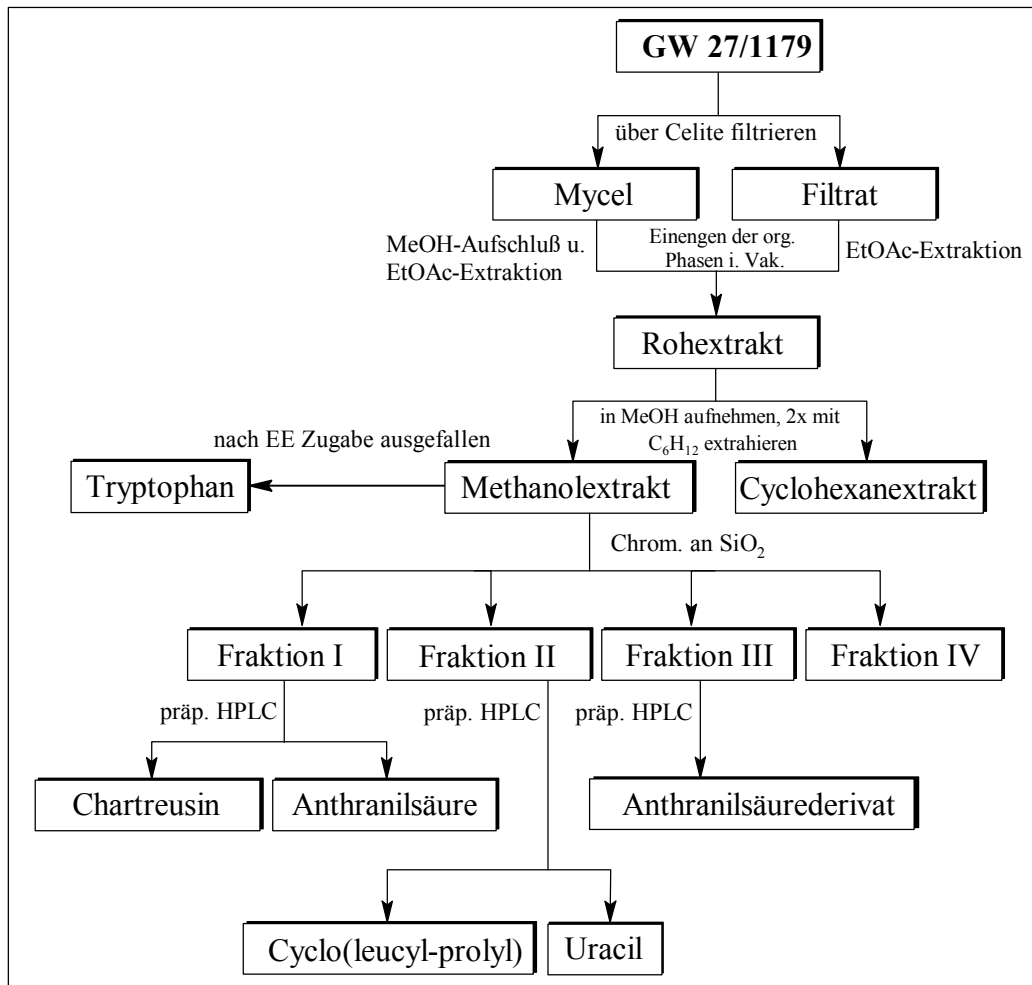 GW 27/1179
über Celite filtrieren
Mycel
Filtrat
MeOH-Aufschluß u.
EtOAc-Extraktion
Einengen der org.
Phasen i. Vak.
EtOAc-Extraktion
Rohextrakt
nach EE Zugabe ausgefallen
in MeOH aufnehmen, 2x mit
C₆H₁₂ extrahieren
Tryptophan
Methanolextrakt
Cyclohexanextrakt
Chrom. an SiO₂
Fraktion I
Fraktion II
Fraktion III
Fraktion IV
präp. HPLC
präp. HPLC
präp. HPLC
Chartreusin
Anthranilsäure
Anthranilsäurederivat
Cyclo(leucyl-prolyl)
Uracil